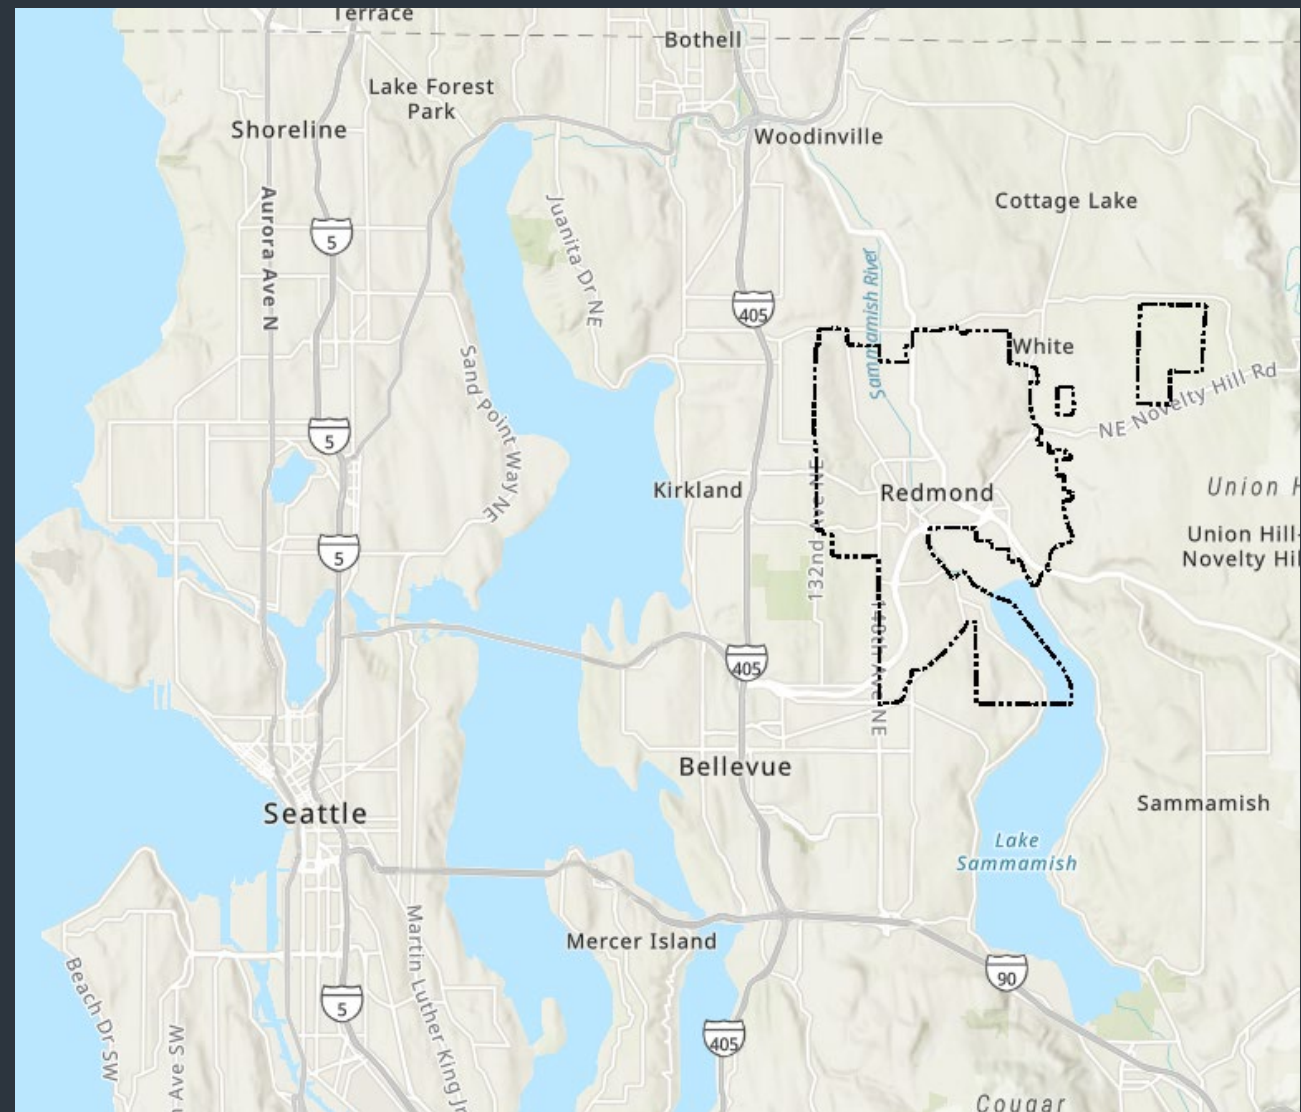 Terrace
Bothell
Lake Forest
Park
Shoreline
Woodinville
Cottage Lake
Aurora Ave N
Juanita Dr NE
5
405
Sammamish River
White
Sand Point Way NE
NE Novelty Hill Rd
5
Kirkland
132nd Ave NE
Redmond
Union H
Union Hill-
Novelty Hil
5
405
140th Ave NE
Bellevue
Seattle
Sammamish
Lake
Sammamish
Mercer Island
Beach Dr SW
Ave SW
5
Martin Luther King Jr
405
90
Cougar